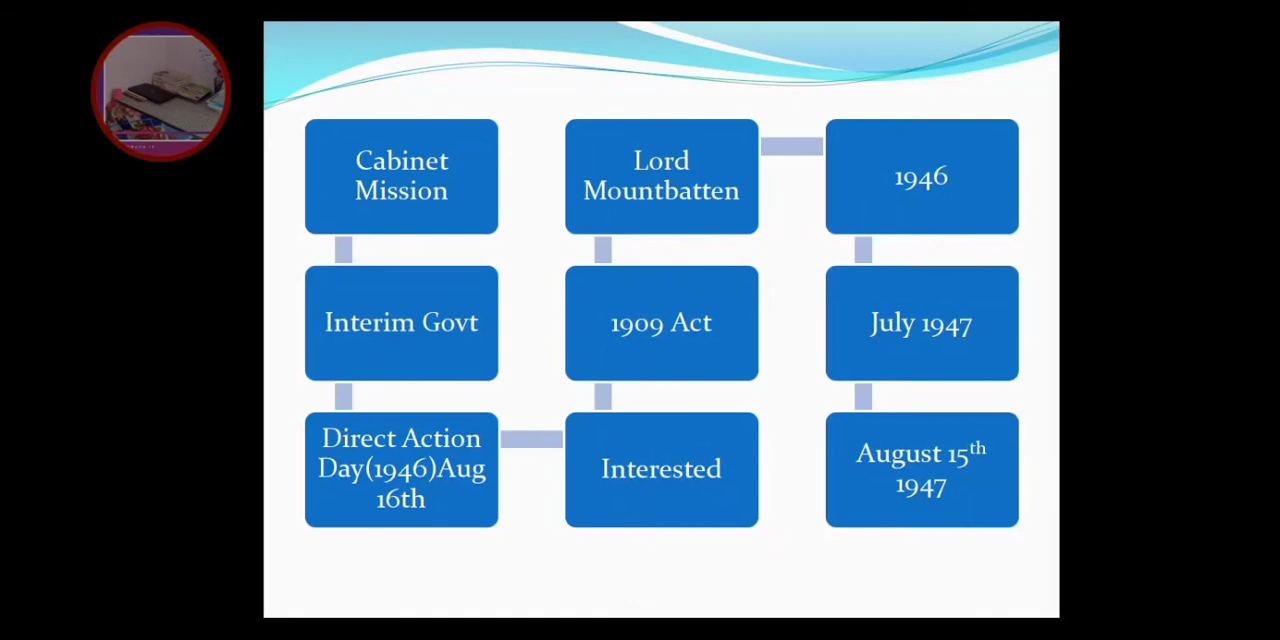 Cabinet
Mission
Interim Govt
Direct Action
Day(1946)Aug
16th
Interested
1909 Act
Lord
Mountbatten
1946
July 1947
August 15th
1947